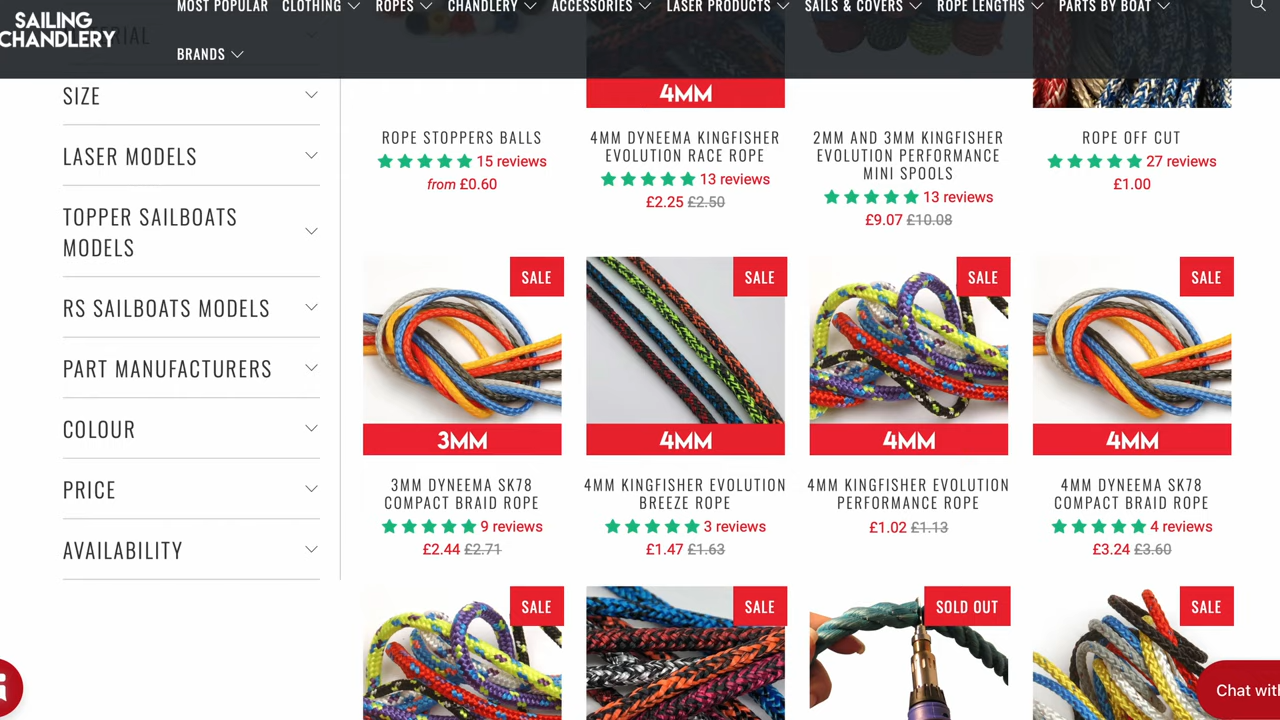 MOST POPULAR CLOTHING ROPES CHANDLERY ACCESSORIES LASER PRODUCTS SAILS & COVERS ROPE LENGTHS PARTS BY BOAT
SAILING
CHANDLERY
BRANDS
SIZE
LASER MODELS
TOPPER SAILBOATS
MODELS
RS SAILBOATS MODELS
PART MANUFACTURERS
COLOUR
PRICE
AVAILABILITY
ROPE STOPPERS BALLS
15 reviews
from £0.60
4MM
4MM DYNEEMA KINGFISHER
EVOLUTION RACE ROPE
13 reviews
£2.25 £2.50
2MM AND 3MM KINGFISHER
EVOLUTION PERFORMANCE
MINI SPOOLS
13 reviews
£9.07 £10.08
ROPE OFF CUT
27 reviews
£1.00
SALE
3MM
3MM DYNEEMA SK78
COMPACT BRAID ROPE
9 reviews
£2.44 £2.71
SALE
4MM
4MM KINGFISHER EVOLUTION
BREEZE ROPE
3 reviews
£1.47 £1.63
SALE
4MM
4MM KINGFISHER EVOLUTION
PERFORMANCE ROPE
£1.02 £1.13
SALE
4MM
4MM DYNEEMA SK78
COMPACT BRAID ROPE
4 reviews
£3.24 £3.60
SALE
SALE
SOLD OUT
SALE
Chat with